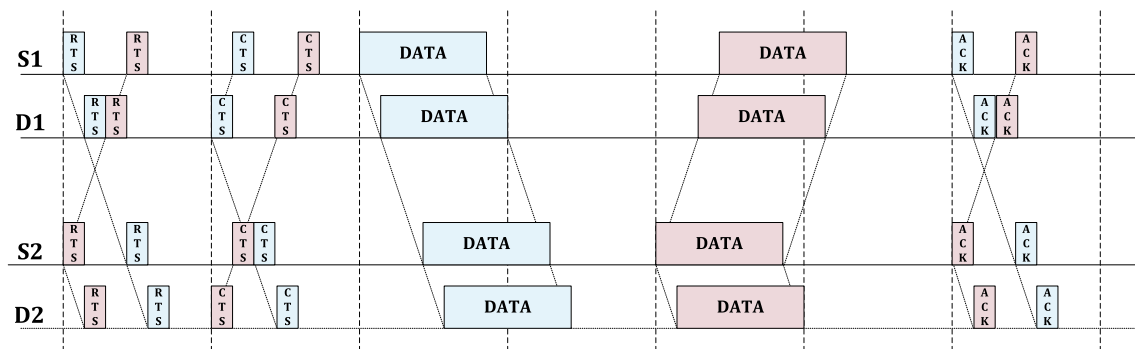 RTS RTS CTS CTS ACK ACK
S1 DATA DATA
RTS RTS CTS CTS ACK ACK
D1 DATA DATA
RTS RTS CTS CTS ACK ACK
S2 DATA DATA
RTS RTS CTS CTS ACK ACK
D2 DATA DATA